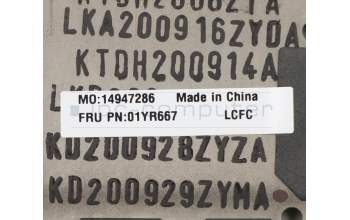 LKA200916ZYDA
KTDH200914A
MO:14947286 Made in China
FRU PN:01YR667 LCFC
KD200928ZYZA
KD200929ZYMA